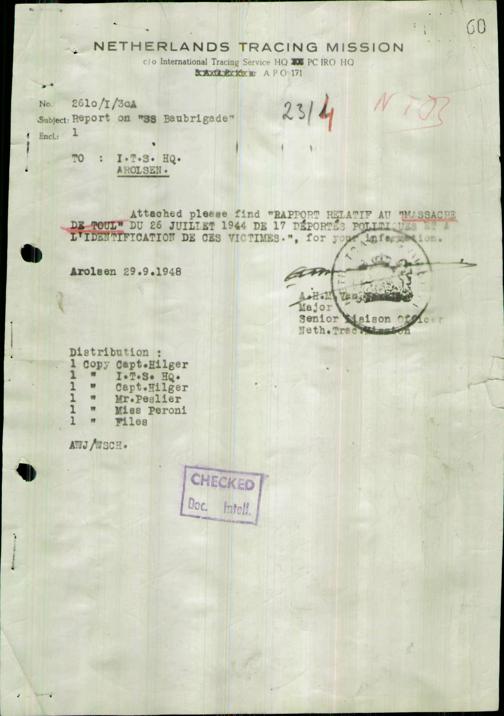 60
NETHERLANDS TRACING MISSION
c/o International Tracing Service HQ PC IRO HQ
APO-171
No. 2610/I/30A
23/4
Subject: Report on "SS Baubrigade"
Encl: 1
TO : I.T.S. HQ.
AROLSEN.
Attached please find "RAPPORT RELATIF AU "MASSACRE
DE TOUL" DU 26 JUILLET 1944 DE 17 DÉPORTÉS POLITIQUES ET A
L'IDENTIFICATION DE CES VICTIMES.", for your information.
Arolsen 29.9.1948
A.H.M.
Major
Senior Liaison Officer
Neth.Trac.Mission
Distribution :
1 Copy Capt.Hilger
1 " I.T.S. HQ.
1 " Capt.Hilger
1 " Mr.Peslier
1 " Miss Peroni
1 " Files
AWJ/WSCH.
CHECKED
Doc. Intell.